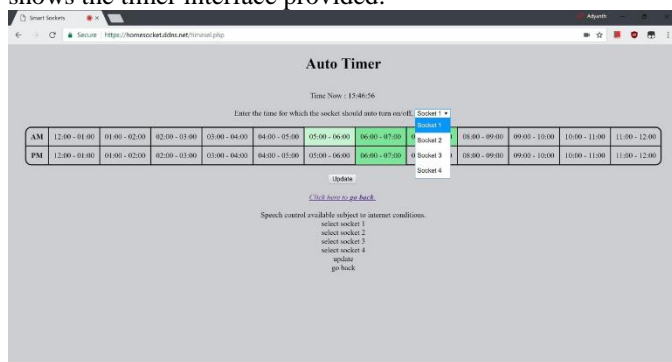 shows the timer interface provided.
Smart Sockets
Adyanth
Secure https://homesocket.ddns.net/timesel.php
Auto Timer
Time Now : 15:46:56
Enter the time for which the socket should auto turn on/off. Socket 1
Socket 1
Socket 2
Socket 3
Socket 4
AM 12:00 - 01:00 01:00 - 02:00 02:00 - 03:00 03:00 - 04:00 04:00 - 05:00 05:00 - 06:00 06:00 - 07:00 0 08:00 - 09:00 09:00 - 10:00 10:00 - 11:00 11:00 - 12:00
PM 12:00 - 01:00 01:00 - 02:00 02:00 - 03:00 03:00 - 04:00 04:00 - 05:00 05:00 - 06:00 06:00 - 07:00 0 08:00 - 09:00 09:00 - 10:00 10:00 - 11:00 11:00 - 12:00
Update
Click here to go back.
Speech control available subject to internet conditions.
select socket 1
select socket 2
select socket 3
select socket 4
update
go back